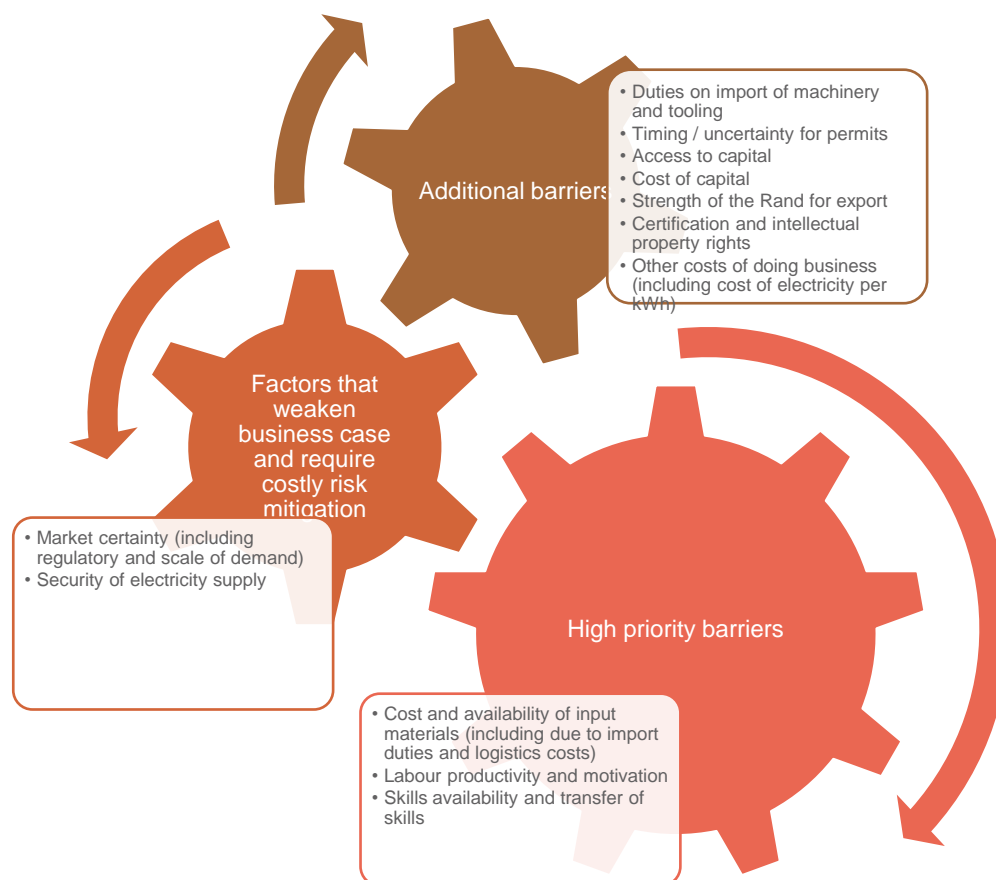 Additional barriers
• Duties on import of machinery
and tooling
• Timing / uncertainty for permits
• Access to capital
• Cost of capital
• Strength of the Rand for export
• Certification and intellectual
property rights
• Other costs of doing business
(including cost of electricity per
kWh)
Factors that
weaken
business case
and require
costly risk
mitigation
• Market certainty (including
regulatory and scale of demand)
• Security of electricity supply
High priority barriers
• Cost and availability of input
materials (including due to import
duties and logistics costs)
• Labour productivity and motivation
• Skills availability and transfer of
skills